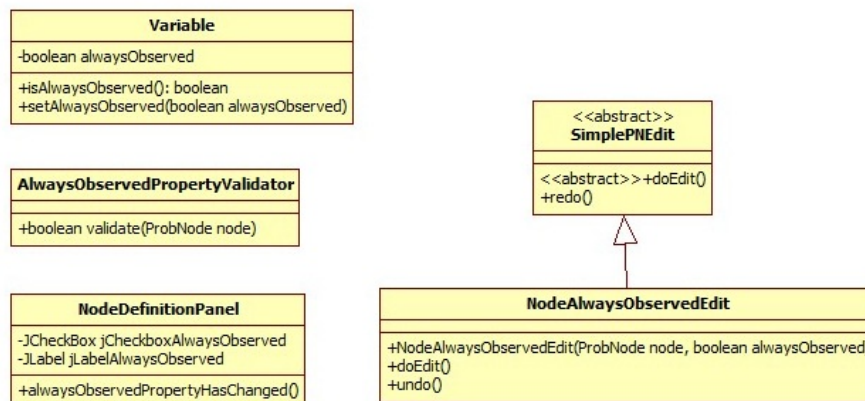 Variable
-boolean alwaysObserved
+isAlwaysObserved(): boolean
+setAlwaysObserved(boolean alwaysObserved)
<<abstract>>
SimplePNEdit
<<abstract>>+doEdit()
+redo()
AlwaysObservedPropertyValidator
+boolean validate(ProbNode node)
NodeDefinitionPanel
-JCheckBox jCheckboxAlwaysObserved
-JLabel jLabelAlwaysObserved
+alwaysObservedPropertyHasChanged()
NodeAlwaysObservedEdit
+NodeAlwaysObservedEdit(ProbNode node, boolean alwaysObserved
+doEdit()
+undo()